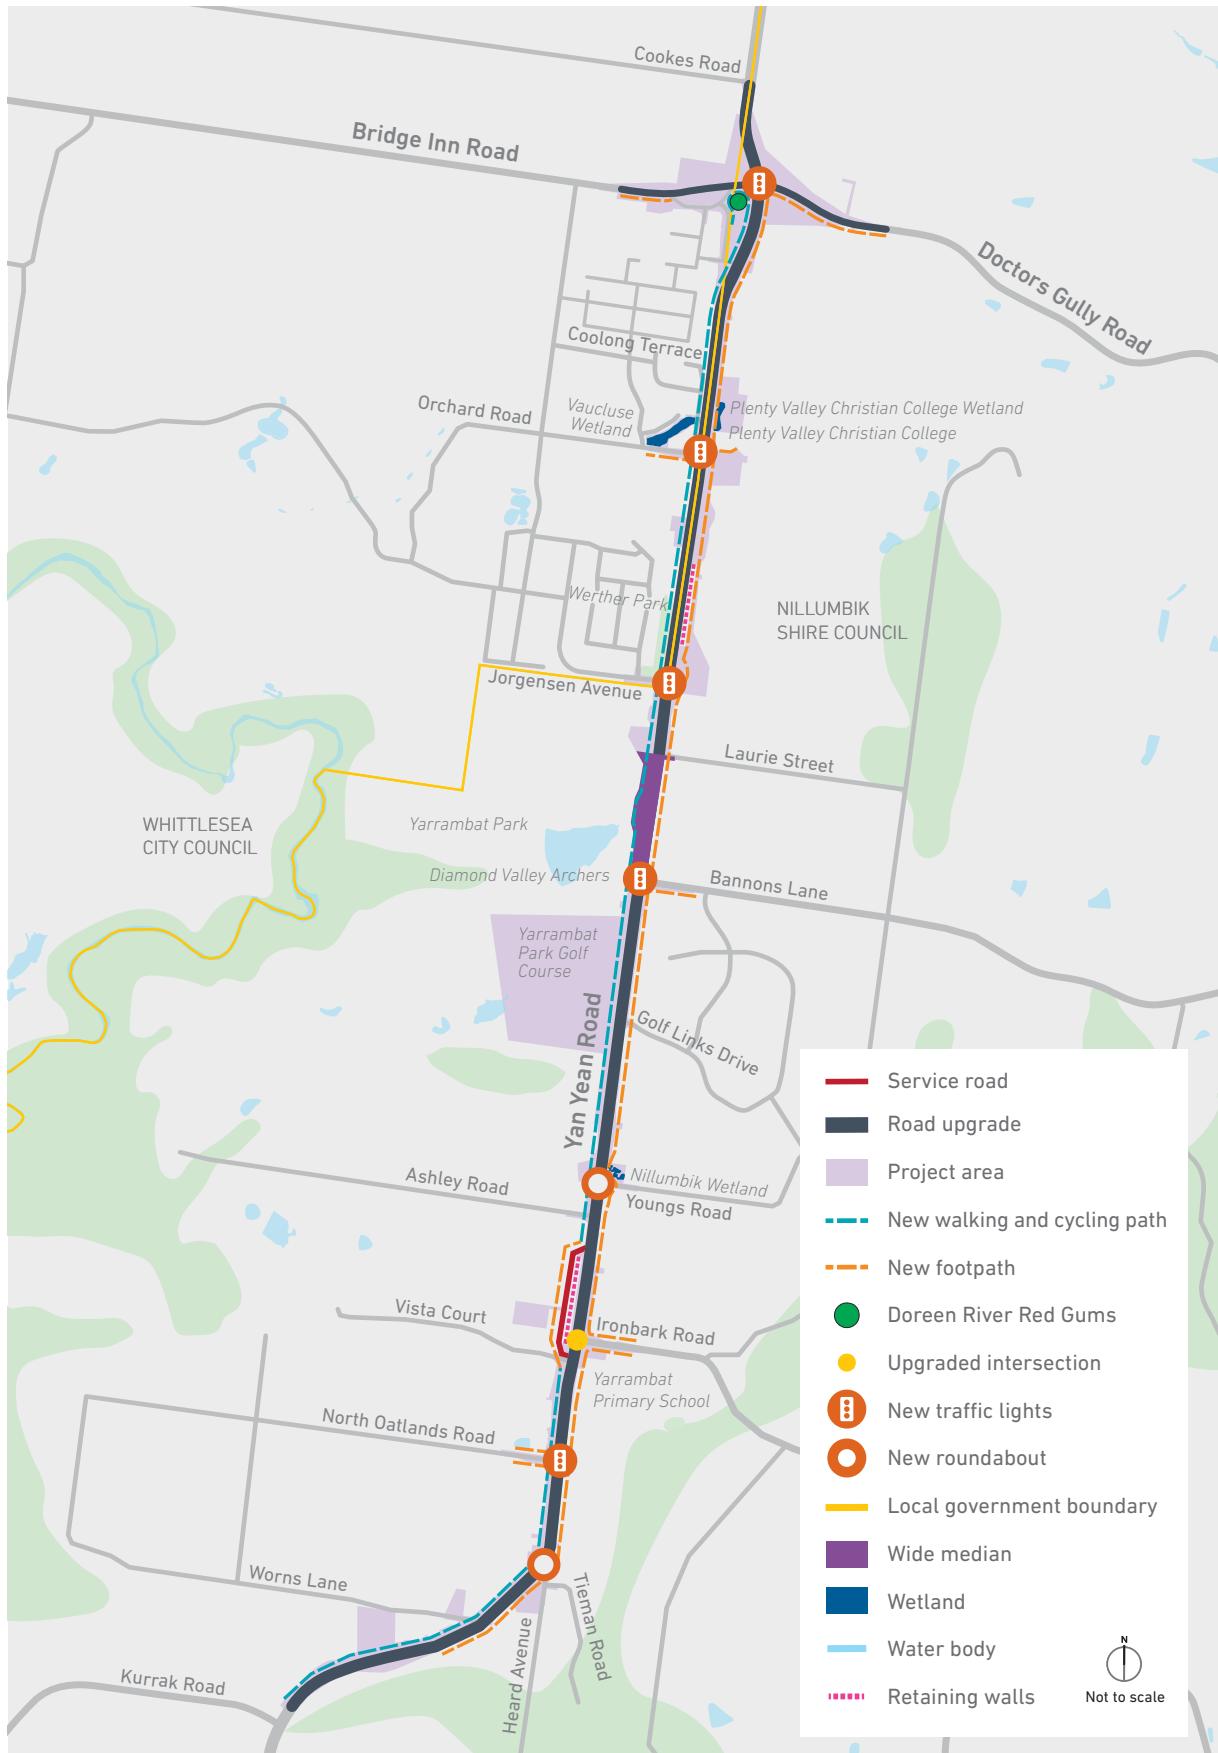 Cookes Road
Bridge Inn Road
Doctors Gully Road
Coolong Terrace
Orchard Road
Vaucluse
Wetland
Plenty Valley Christian College Wetland
Plenty Valley Christian College
Werther Park
NILLUMBIK
SHIRE COUNCIL
Jorgensen Avenue
Laurie Street
WHITTLESEA
CITY COUNCIL
Yarrambat Park
Diamond Valley Archers
Bannons Lane
Yarrambat
Park Golf
Course
Yan Yean Road
Golf Links Drive
Ashley Road
Nillumbik Wetland
Youngs Road
Vista Court
Ironbark Road
Yarrambat
Primary School
North Oatlands Road
Worns Lane
Tieman Road
Heard Avenue
Kurrak Road
Service road
Road upgrade
Project area
New walking and cycling path
New footpath
Doreen River Red Gums
Upgraded intersection
New traffic lights
New roundabout
Local government boundary
Wide median
Wetland
Water body
Retaining walls
N
Not to scale